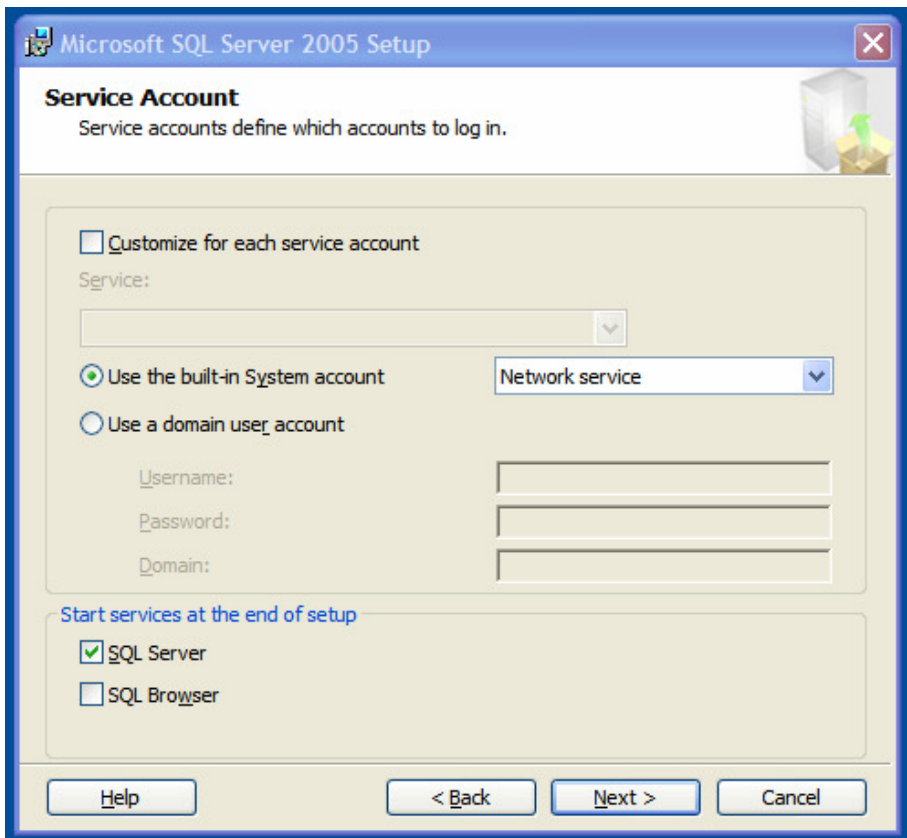 Microsoft SQL Server 2005 Setup
Service Account
Service accounts define which accounts to log in.
Customize for each service account
Service:
Use the built-in System account
Network service
Use a domain user account
Username:
Password:
Domain:
Start services at the end of setup
SQL Server
SQL Browser
Help
< Back
Next >
Cancel